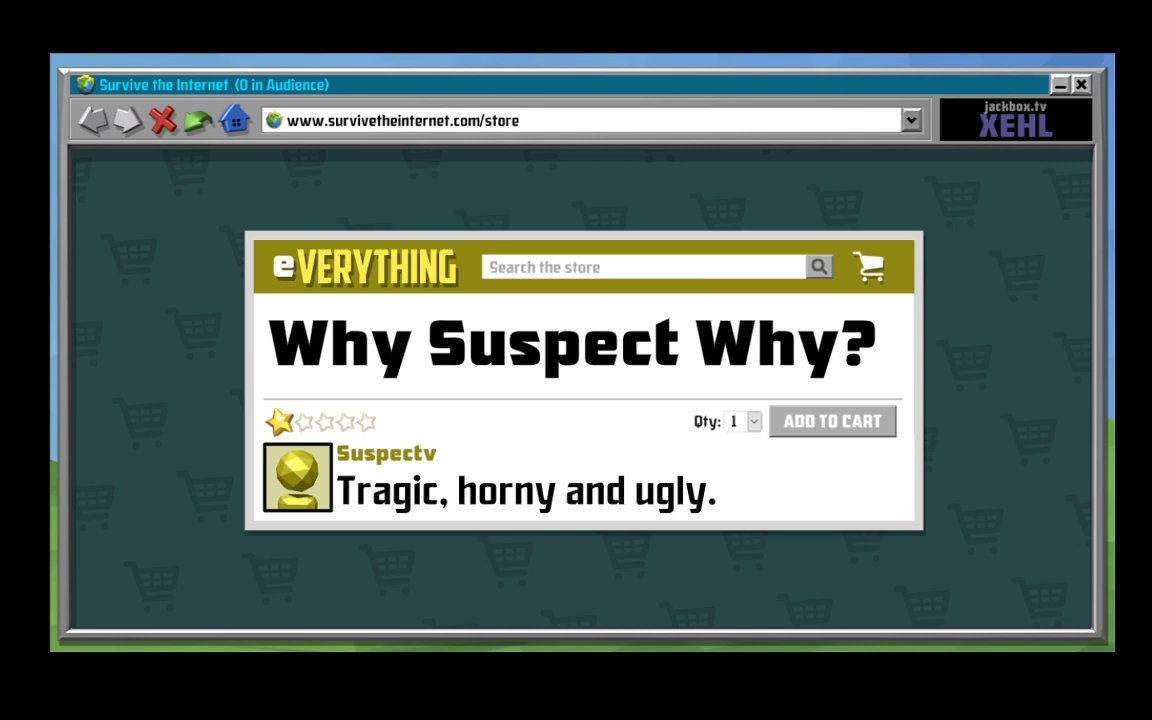 Survive the Internet (0 in Audience)
www.survivetheinternet.com/store
jackbox.tv
XEHL
eVERYTHING
Search the store
Why Suspect Why?
Qty: 1
ADD TO CART
Suspectv
Tragic, horny and ugly.